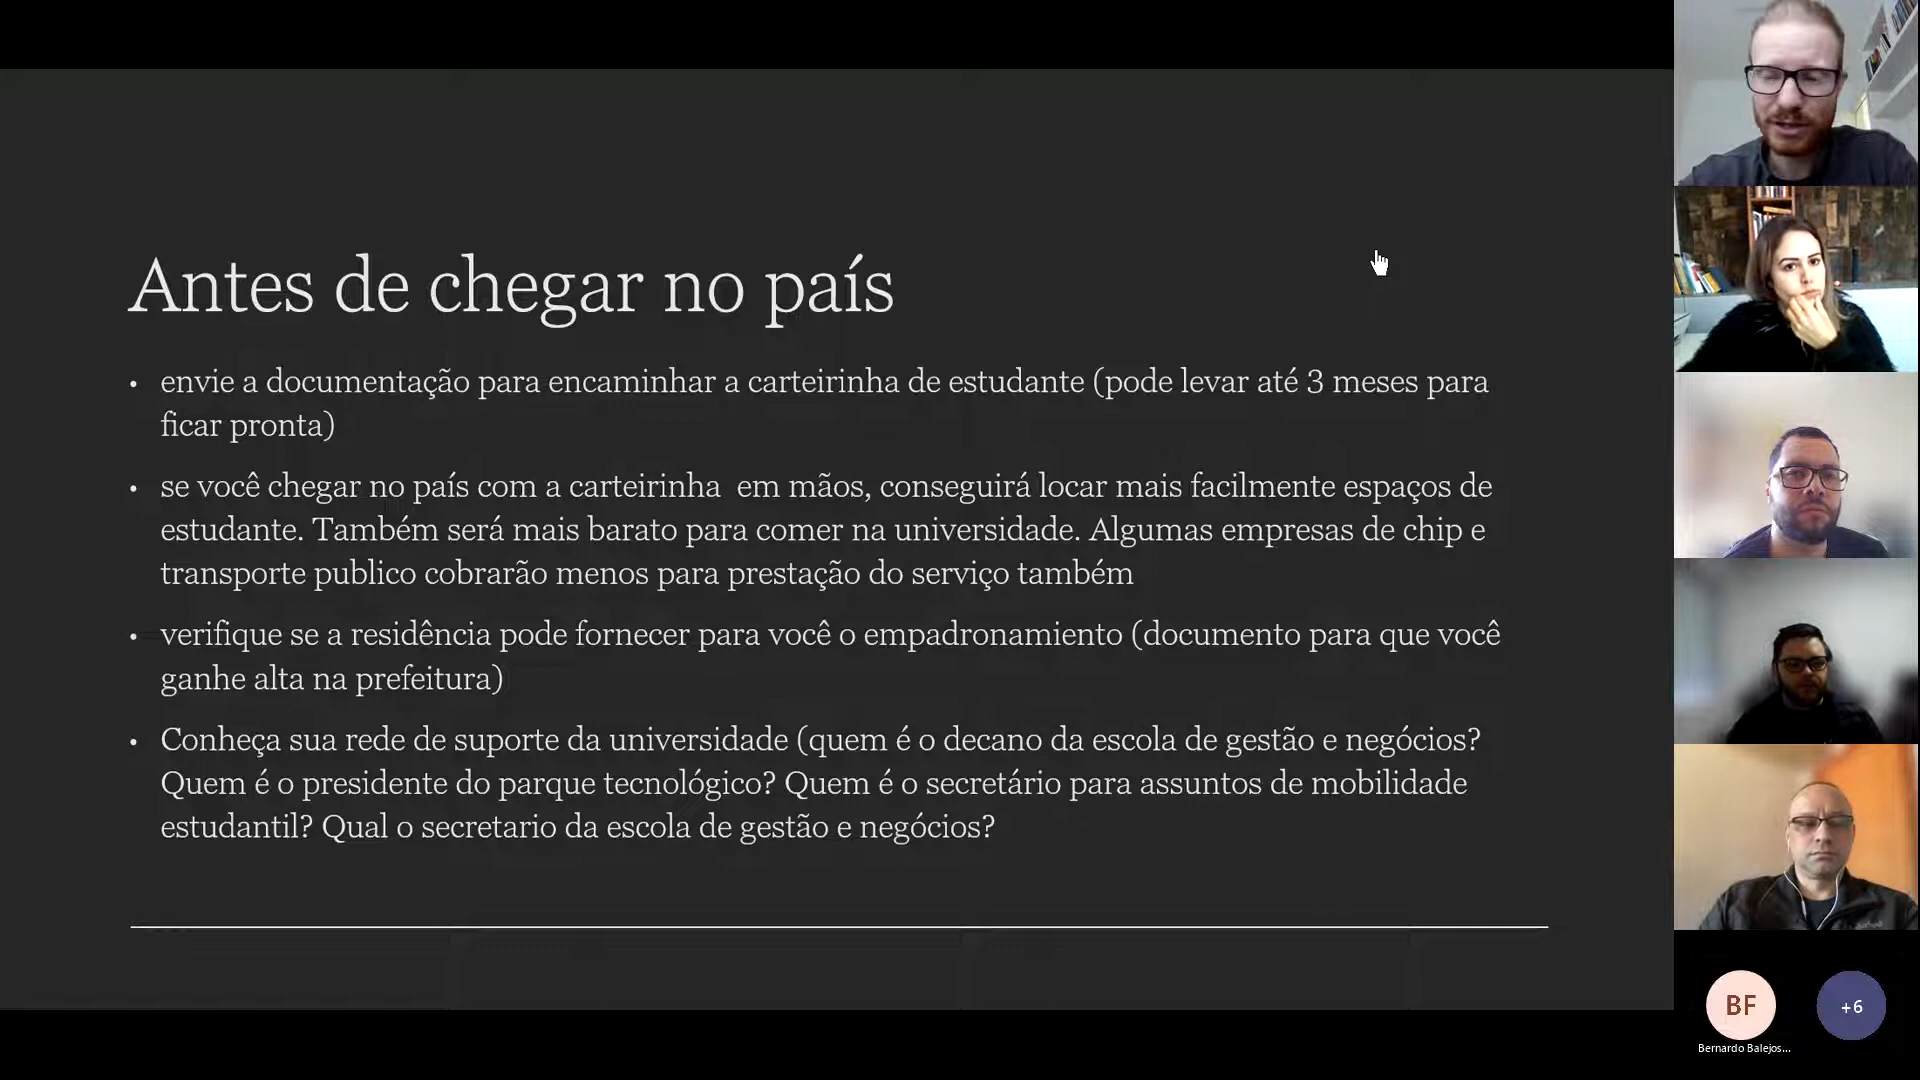 Antes de chegar no país
• envie a documentação para encaminhar a carteirinha de estudante (pode levar até 3 meses para
ficar pronta)
• se você chegar no país com a carteirinha  em mãos, conseguirá locar mais facilmente espaços de
estudante. Também será mais barato para comer na universidade. Algumas empresas de chip e
transporte publico cobrarão menos para prestação do serviço também
• verifique se a residência pode fornecer para você o empadronamiento (documento para que você
ganhe alta na prefeitura)
• Conheça sua rede de suporte da universidade (quem é o decano da escola de gestão e negócios?
Quem é o presidente do parque tecnológico? Quem é o secretário para assuntos de mobilidade
estudantil? Qual o secretario da escola de gestão e negócios?
BF
+6
Bernardo Balejos...